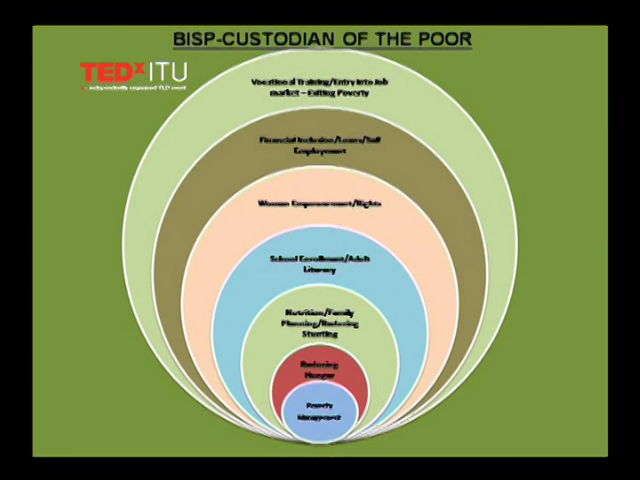 BISP-CUSTODIAN OF THE POOR
TEDxITU
x = independently organized TED event
Vocational Training/Entry Into Job
market – Exiting Poverty
Financial Inclusion/Loans/Self
Employment
Women Empowerment/Rights
School Enrollment/Adult
Literacy
Nutrition/Family
Planning/Reducing
Stunting
Reducing
Hunger
Poverty
Management